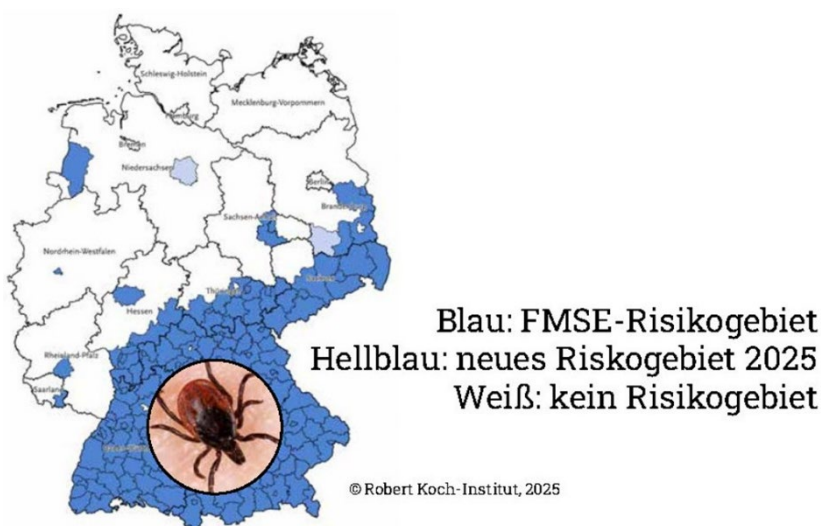 Schleswig-Holstein
Mecklenburg-Vorpommern
Hamburg
Bremen
Niedersachsen
Berlin
Brandenburg
Sachsen-Anhalt
Nordrhein-Westfalen
Sachsen
Thüringen
Hessen
Rheinland-Pfalz
Saarland
Blau: FMSE-Risikogebiet
Hellblau: neues Riskogebiet 2025
Weiß: kein Risikogebiet
© Robert Koch-Institut, 2025